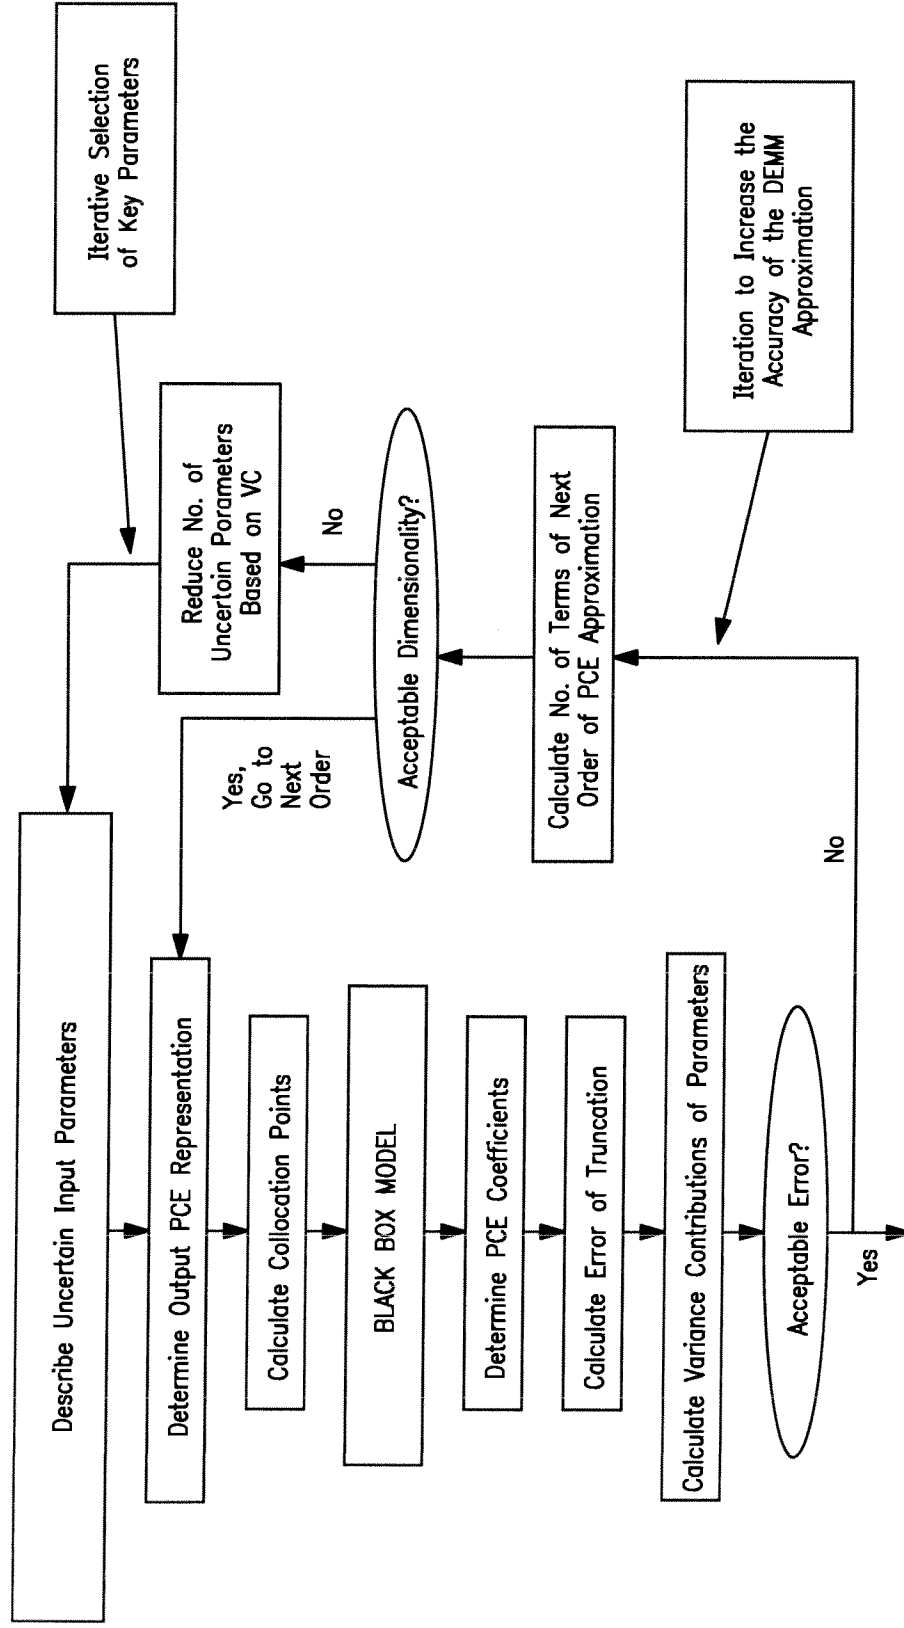 Describe Uncertain Input Parameters
Determine Output PCE Representation
Calculate Collocation Points
BLACK BOX MODEL
Determine PCE Coefficients
Calculate Error of Truncation
Calculate Variance Contributions of Parameters
Acceptable Error?
Yes
No
Calculate No. of Terms of Next
Order of PCE Approximation
Acceptable Dimensionality?
Yes,
Go to
Next
Order
No
Reduce No. of
Uncertain Parameters
Based on VC
Iterative Selection
of Key Parameters
Iteration to Increase the
Accuracy of the DEMM
Approximation